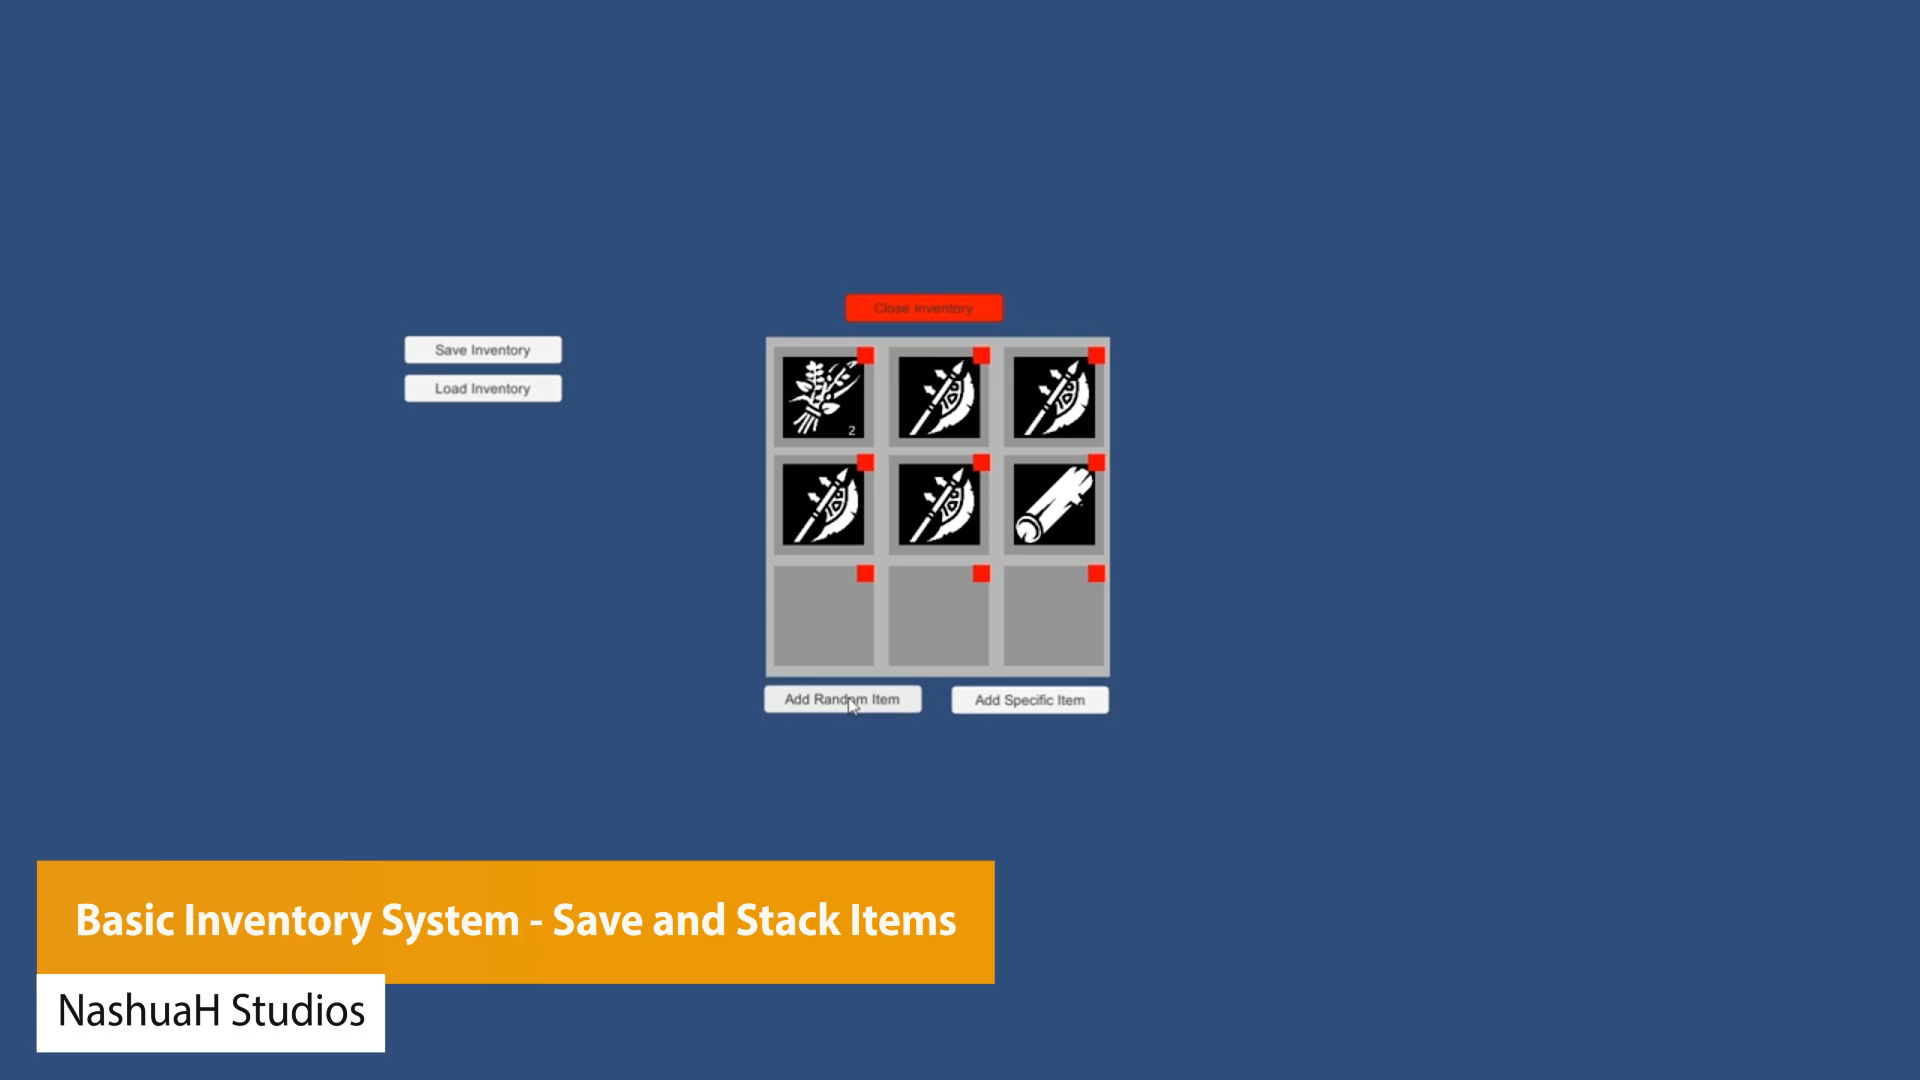 Close Inventory
Save Inventory
Load Inventory
2
Add Random Item
Add Specific Item
Basic Inventory System - Save and Stack Items
NashuaH Studios